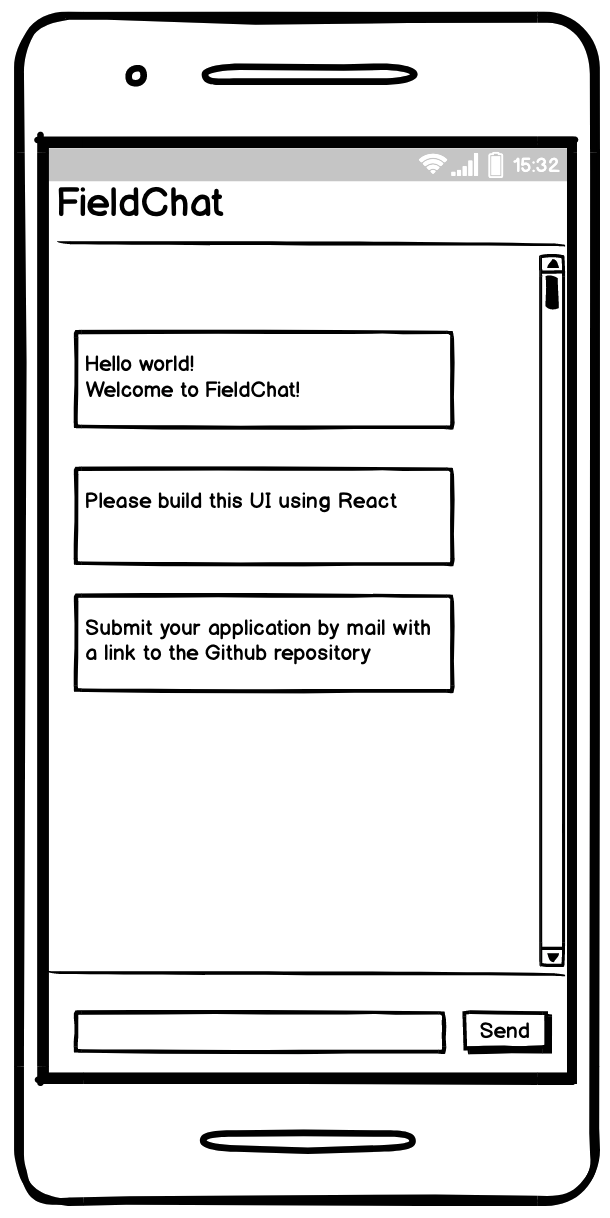 15:32
FieldChat
Hello world!
Welcome to FieldChat!
Please build this UI using React
Submit your application by mail with
a link to the Github repository
Send